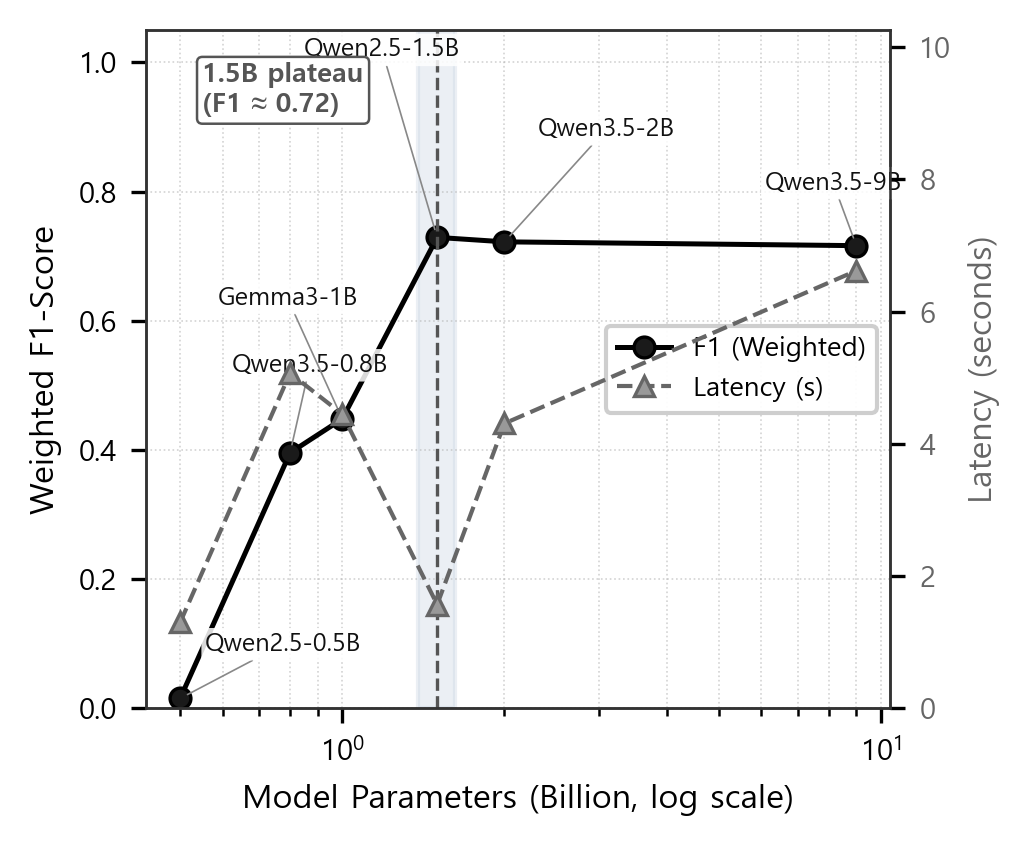 Qwen2.5-1.5B
1.5B plateau
(F1 ≈ 0.72)
Qwen3.5-2B
Qwen3.5-9B
Gemma3-1B
Qwen3.5-0.8B
Qwen2.5-0.5B
F1 (Weighted)
Latency (s)
Weighted F1-Score
1.0
0.8
0.6
0.4
0.2
0.0
Latency (seconds)
10
8
6
4
2
0
10⁰
10¹
Model Parameters (Billion, log scale)